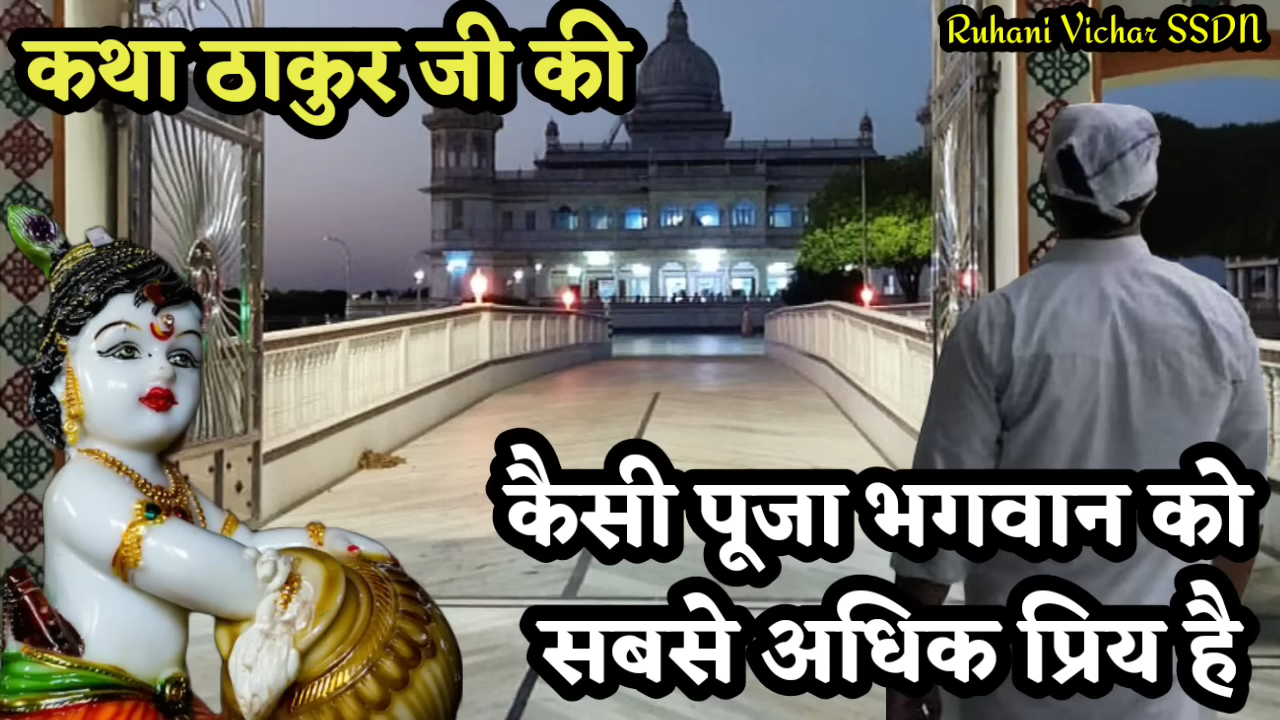 कथा ठाकुर जी की
Ruhani Vichar SSDN
कैसी पूजा भगवान को
सबसे अधिक प्रिय है